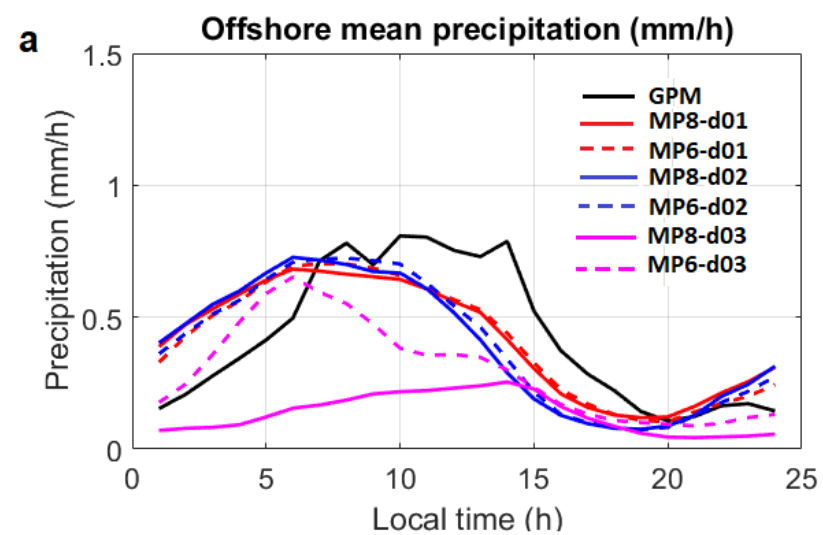 a
Offshore mean precipitation (mm/h)
Precipitation (mm/h)
1.5
1
0.5
0
GPM
MP8-d01
MP6-d01
MP8-d02
MP6-d02
MP8-d03
MP6-d03
0 5 10 15 20 25
Local time (h)